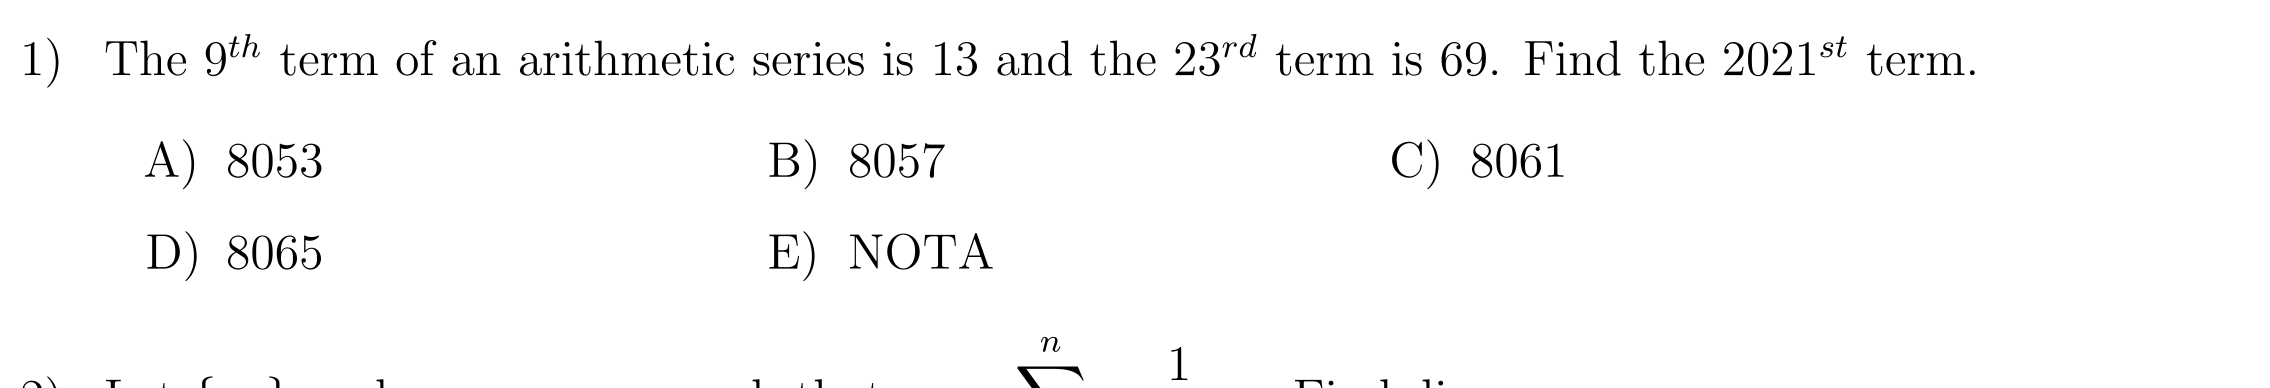 1) The 9th term of an arithmetic series is 13 and the 23rd term is 69. Find the 2021st term.
A) 8053 B) 8057 C) 8061
D) 8065 E) NOTA
n 1